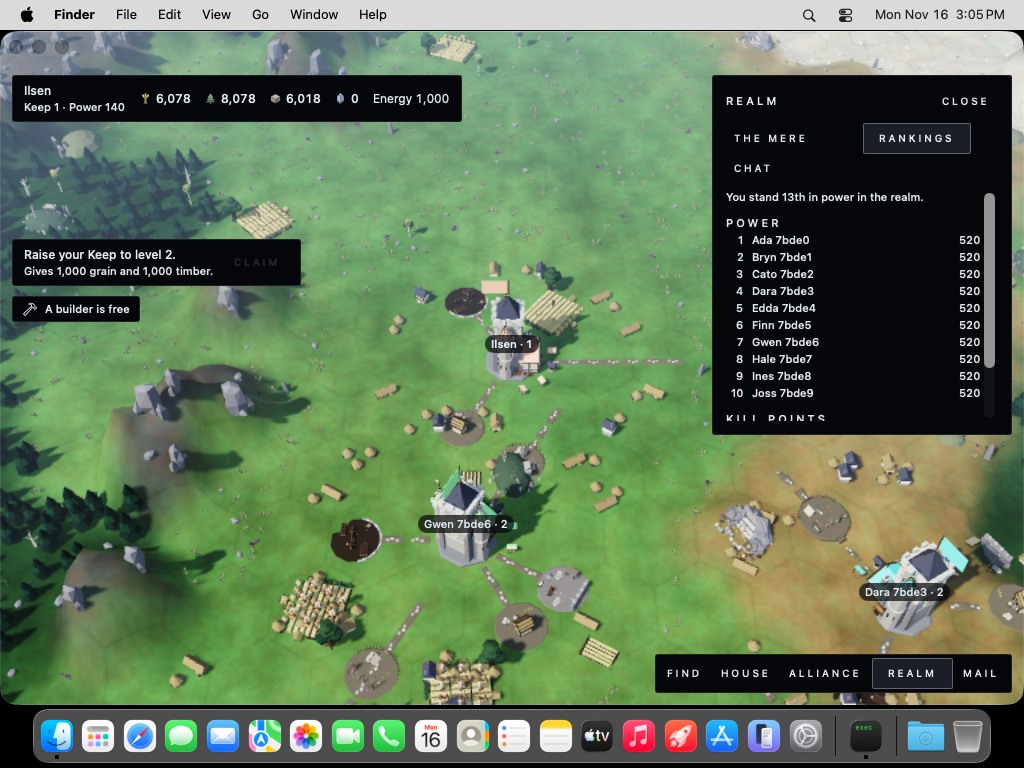 Finder File Edit View Go Window Help Mon Nov 16 3:05 PM
Ilsen
Keep 1 · Power 140
6,078 8,078 6,018 0 Energy 1,000
REALM CLOSE
THE MERE RANKINGS
CHAT
You stand 13th in power in the realm.
POWER
1 Ada 7bde0 520
2 Bryn 7bde1 520
3 Cato 7bde2 520
4 Dara 7bde3 520
5 Edda 7bde4 520
6 Finn 7bde5 520
7 Gwen 7bde6 520
8 Hale 7bde7 520
9 Ines 7bde8 520
10 Joss 7bde9 520
KILL POINTS
Raise your Keep to level 2.
Gives 1,000 grain and 1,000 timber.
CLAIM
A builder is free
Ilsen · 1
Gwen 7bde6 · 2
Dara 7bde3 · 2
FIND HOUSE ALLIANCE REALM MAIL
Mon
16
tv
exec